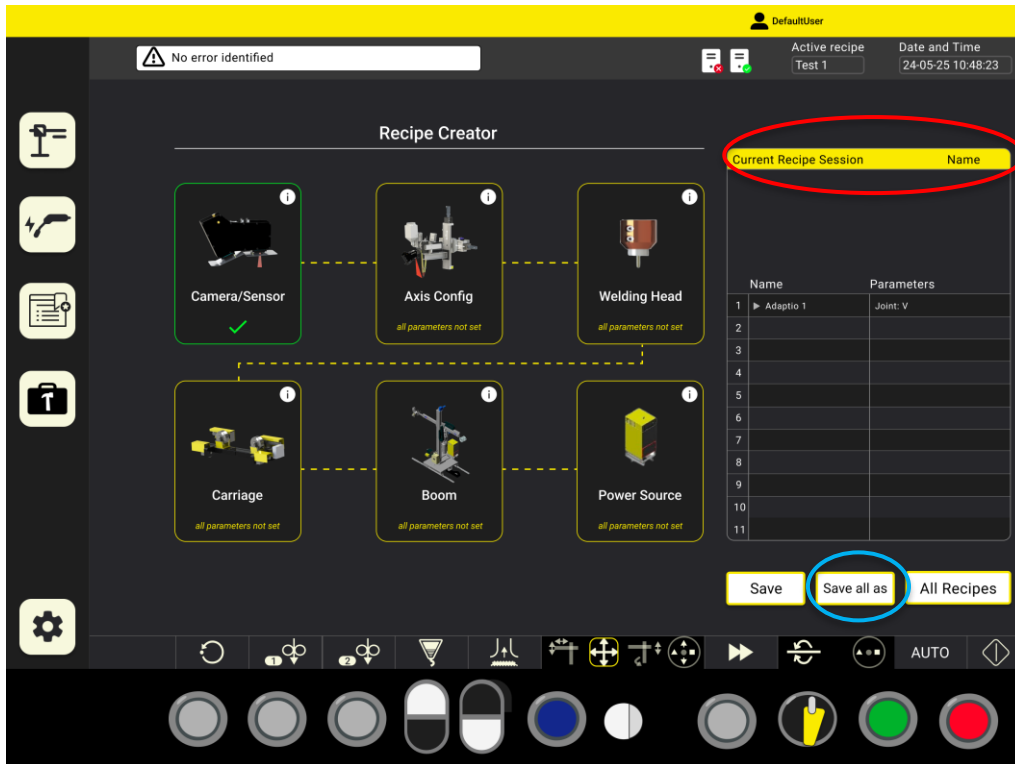 DefaultUser
No error identified
Active recipe
Test 1
Date and Time
24-05-25 10:48:23
Recipe Creator
Current Recipe Session Name
Camera/Sensor
Axis Config
all parameters not set
Welding Head
all parameters not set
Carriage
all parameters not set
Boom
all parameters not set
Power Source
all parameters not set
Name Parameters
1 Adaptio 1 Joint: V
2
3
4
5
6
7
8
9
10
11
Save
Save all as
All Recipes
1
2
AUTO